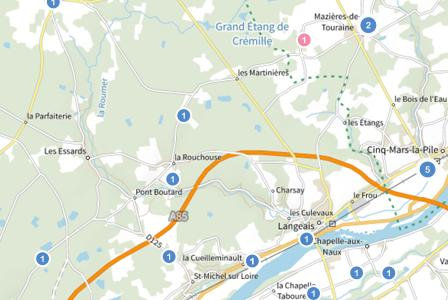 1
Mazières-de-
Touraine
2
Grand Étang de
Crémille
1
les Martinières
la Roumer
la Parfaiterie
1
le Bois de l'Eau
les Étangs
Les Essards
la Rouchouse
Cinq-Mars-la-Pile
5
1
Pont Boutard
Charsay
le Frou
A85
les Culevaux
Langeais
D125
1
Chapelle-aux-
Naux
1
1
la Cueilleminault
1
St-Michel sur Loire
1
1
la Chapelle
1